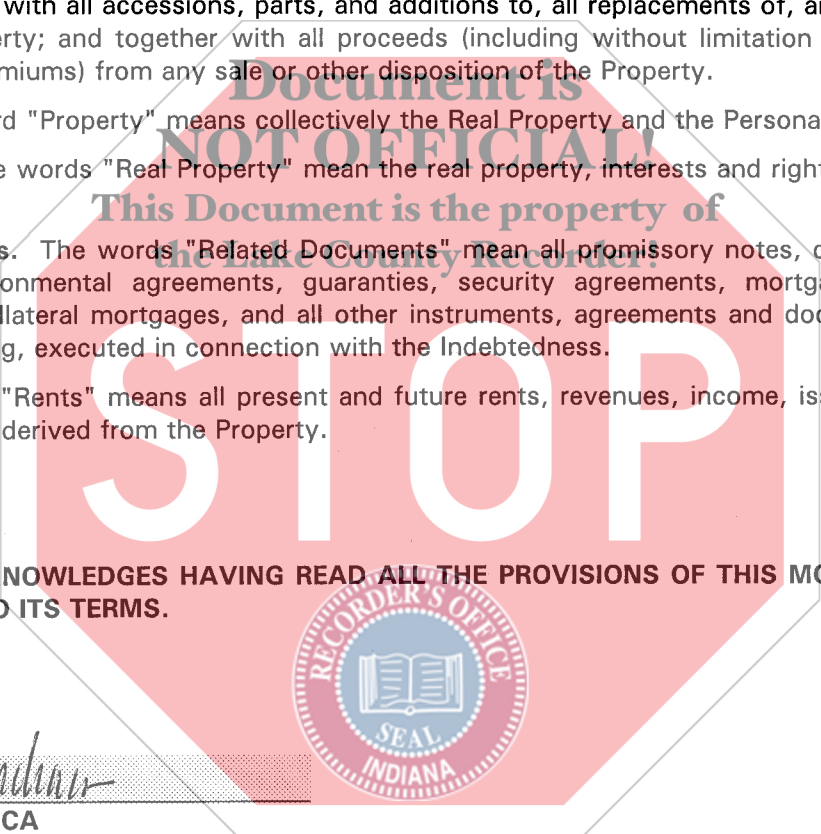 with all accessions, parts, and additions to, all replacements of, an
erty; and together with all proceeds (including without limitation
miums) from any sale or other disposition of the Property.
Document is
rd "Property" means collectively the Real Property and the Persona
NOT OFFICIAL!
e words "Real Property" mean the real property, interests and right
This Document is the property of
s. The words "Related Documents" mean all promissory notes, c
the Lake County Recorder!
onmental agreements, guaranties, security agreements, mortga
llateral mortgages, and all other instruments, agreements and doc
g, executed in connection with the Indebtedness.
"Rents" means all present and future rents, revenues, income, iss
derived from the Property.
STOP
NOWLEDGES HAVING READ ALL THE PROVISIONS OF THIS MO
D ITS TERMS.
RECORDER'S OFFICE
SEAL
INDIANA
CA